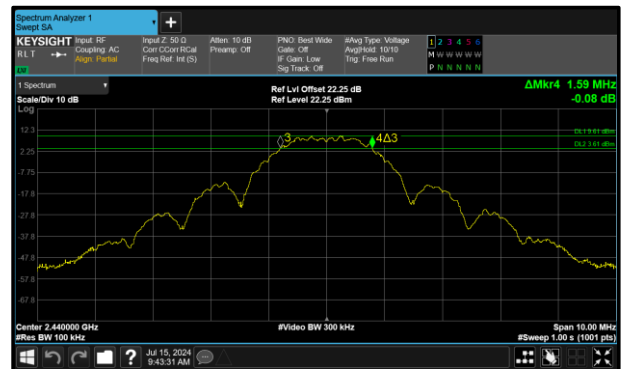 Spectrum Analyzer 1
Swept SA
+
KEYSIGHT
RLT
LW
Input: RF
Coupling: AC
Align: Partial
Input Z: 50 Ω
Corr CCorr RCal
Freq Ref: Int (S)
Atten: 10 dB
Preamp: Off
PNO: Best Wide
Gate: Off
IF Gain: Low
Sig Track: Off
#Avg Type: Voltage
Avg|Hold: 10/10
Trig: Free Run
1 2 3 4 5 6
M W W W W W
P N N N N N
1 Spectrum
Scale/Div 10 dB
Log
Ref Lvl Offset 22.25 dB
Ref Level 22.25 dBm
ΔMkr4 1.59 MHz
-0.08 dB
12.3
2.25
-7.75
-17.8
-27.8
-37.8
-47.8
-57.8
-67.8
3
4Δ3
DL1 9.61 dBm
DL2 3.61 dBm
Center 2.440000 GHz
#Res BW 100 kHz
#Video BW 300 kHz
Span 10.00 MHz
#Sweep 1.00 s (1001 pts)
?
Jul 15, 2024
9:43:31 AM